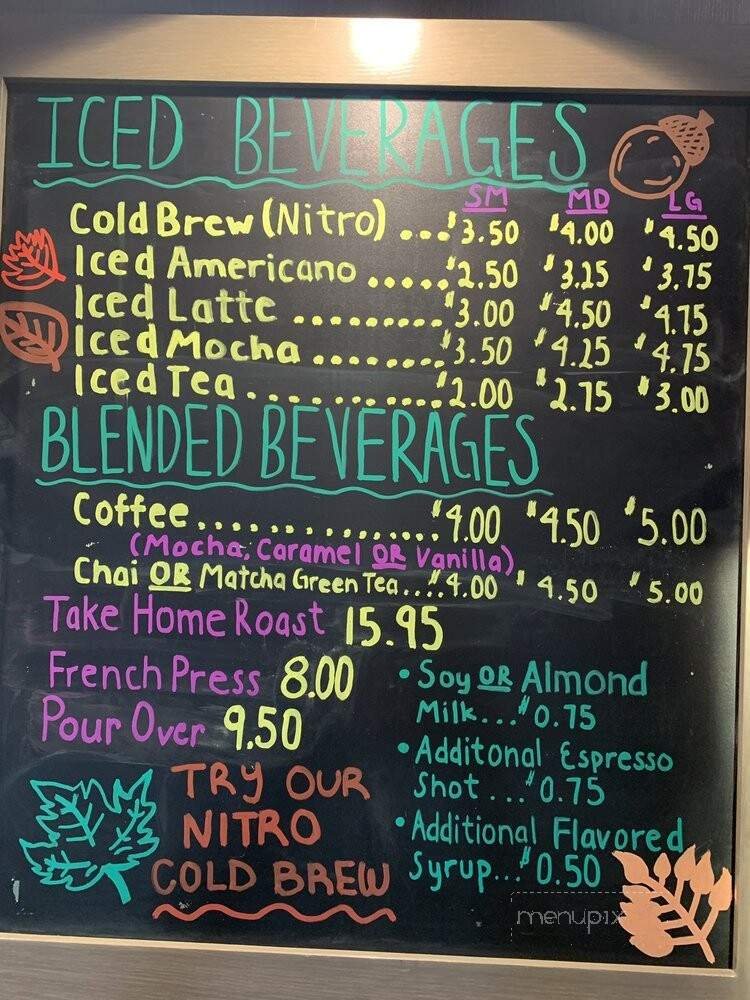 ICED BEVERAGES
SM MD LG
Cold Brew (Nitro) ...$3.50 $4.00 $4.50
Iced Americano .....$2.50 $3.25 $3.75
Iced Latte ..........$3.00 $4.50 $4.75
Iced Mocha ........$3.50 $4.25 $4.75
Iced Tea ............$2.00 $2.75 $3.00
BLENDED BEVERAGES
Coffee...............$4.00 $4.50 $5.00
(Mocha, Caramel OR Vanilla)
Chai OR Matcha Green Tea...$4.00 $4.50 $5.00
Take Home Roast 15.95
French Press 8.00
Pour Over 9.50
• Soy OR Almond
Milk...$0.75
• Additonal Espresso
Shot ...$0.75
• Additional Flavored
Syrup...$0.50
TRY OUR
NITRO
COLD BREW
menupix